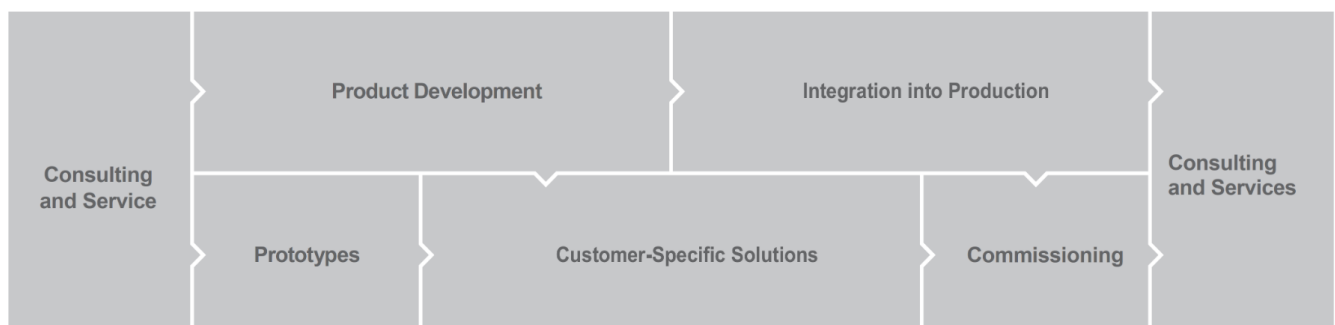 Consulting
and Service
Product Development
Integration into Production
Prototypes
Customer-Specific Solutions
Commissioning
Consulting
and Services